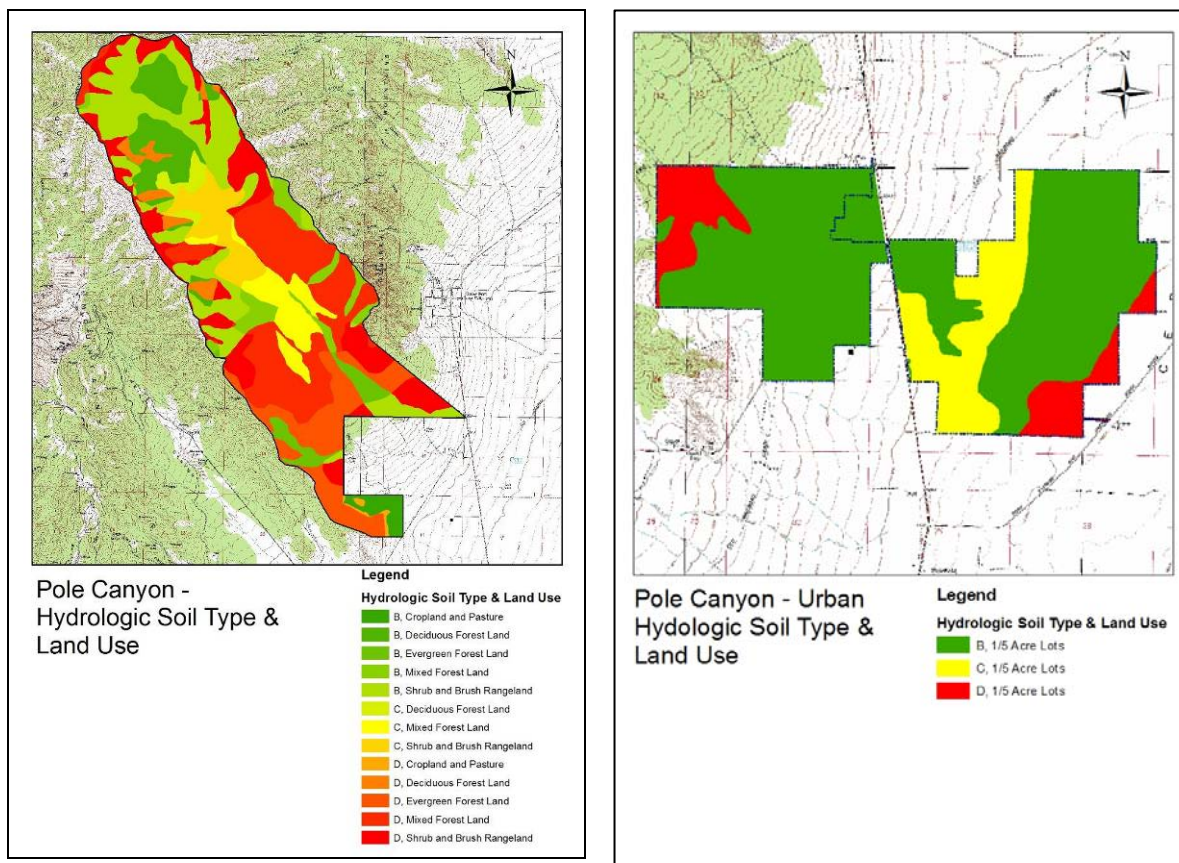 N
Pole Canyon -
Hydrologic Soil Type &
Land Use
Legend
Hydrologic Soil Type & Land Use
B, Cropland and Pasture
B, Deciduous Forest Land
B, Evergreen Forest Land
B, Mixed Forest Land
B, Shrub and Brush Rangeland
C, Deciduous Forest Land
C, Mixed Forest Land
C, Shrub and Brush Rangeland
D, Cropland and Pasture
D, Deciduous Forest Land
D, Evergreen Forest Land
D, Mixed Forest Land
D, Shrub and Brush Rangeland
N
Pole Canyon - Urban
Hydologic Soil Type &
Land Use
Legend
Hydrologic Soil Type & Land Use
B, 1/5 Acre Lots
C, 1/5 Acre Lots
D, 1/5 Acre Lots